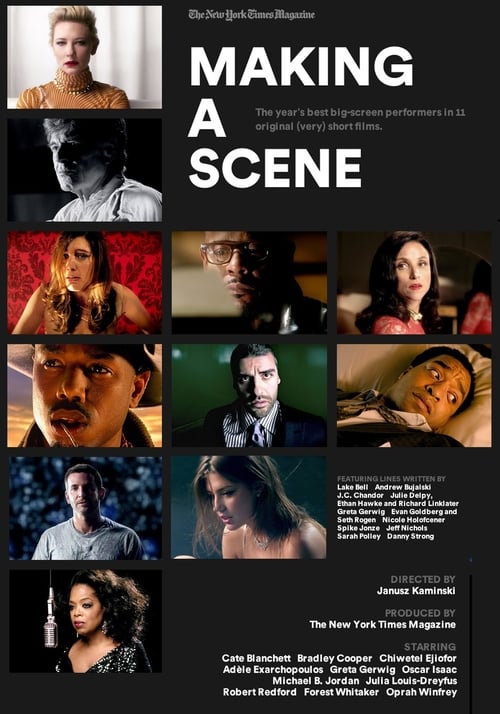 The New York Times Magazine
MAKING
A
SCENE
The year's best big-screen performers in 11
original (very) short films.
FEATURING LINES WRITTEN BY
Lake Bell Andrew Bujalski
J.C. Chandor Julie Delpy,
Ethan Hawke and Richard Linklater
Greta Gerwig Evan Goldberg and
Seth Rogen Nicole Holofcener
Spike Jonze Jeff Nichols
Sarah Polley Danny Strong
DIRECTED BY
Janusz Kaminski
PRODUCED BY
The New York Times Magazine
STARRING
Cate Blanchett Bradley Cooper Chiwetel Ejiofor
Adèle Exarchopoulos Greta Gerwig Oscar Isaac
Michael B. Jordan Julia Louis-Dreyfus
Robert Redford Forest Whitaker Oprah Winfrey